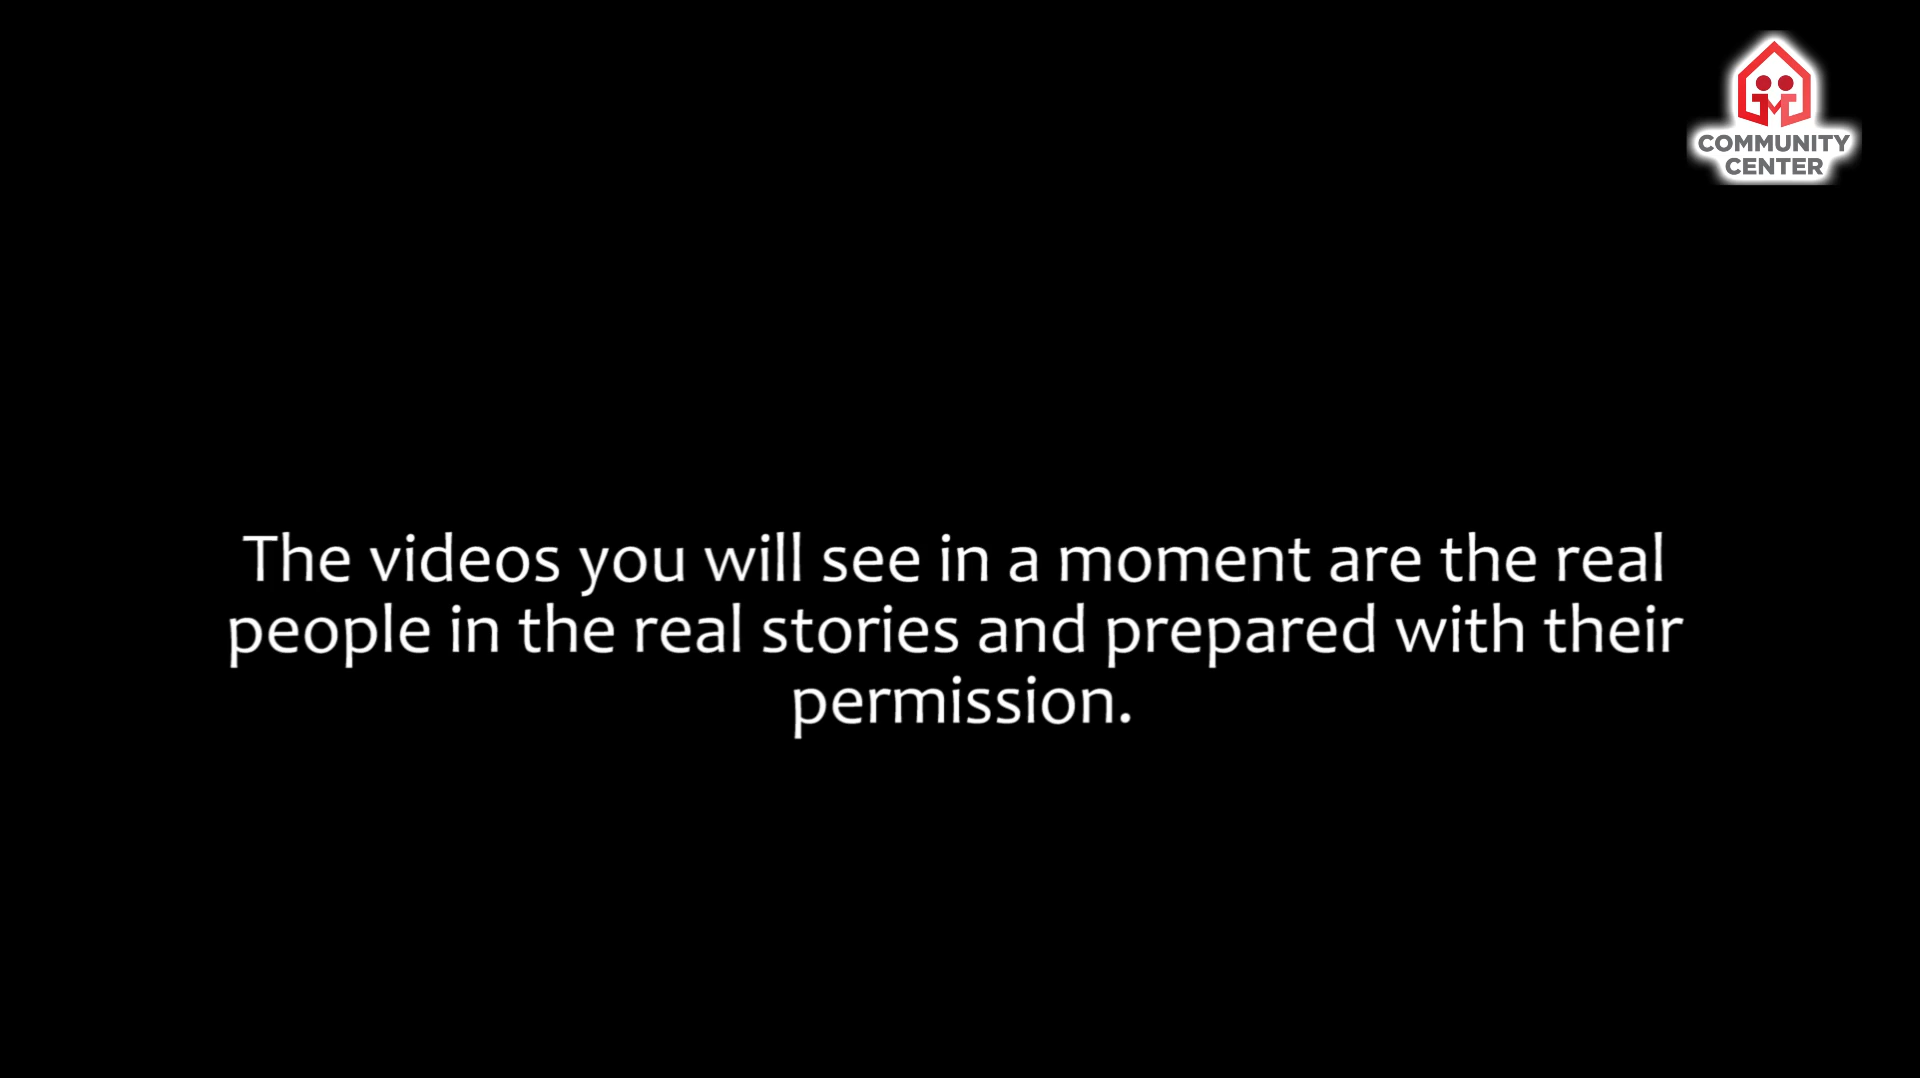 COMMUNITY
CENTER
The videos you will see in a moment are the real
people in the real stories and prepared with their
permission.